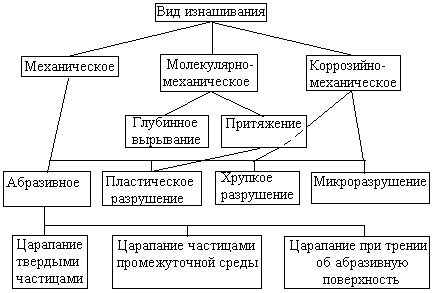 Вид изнашивания
Механическое
Молекулярно-
механическое
Коррозийно-
механическое
Глубинное
вырывание
Притяжение
Абразивное
Пластическое
разрушение
Хрупкое
разрушение
Микроразрушение
Царапание
твердыми
частицами
Царапание частицами
промежуточной среды
Царапание при трении
об абразивную
поверхность